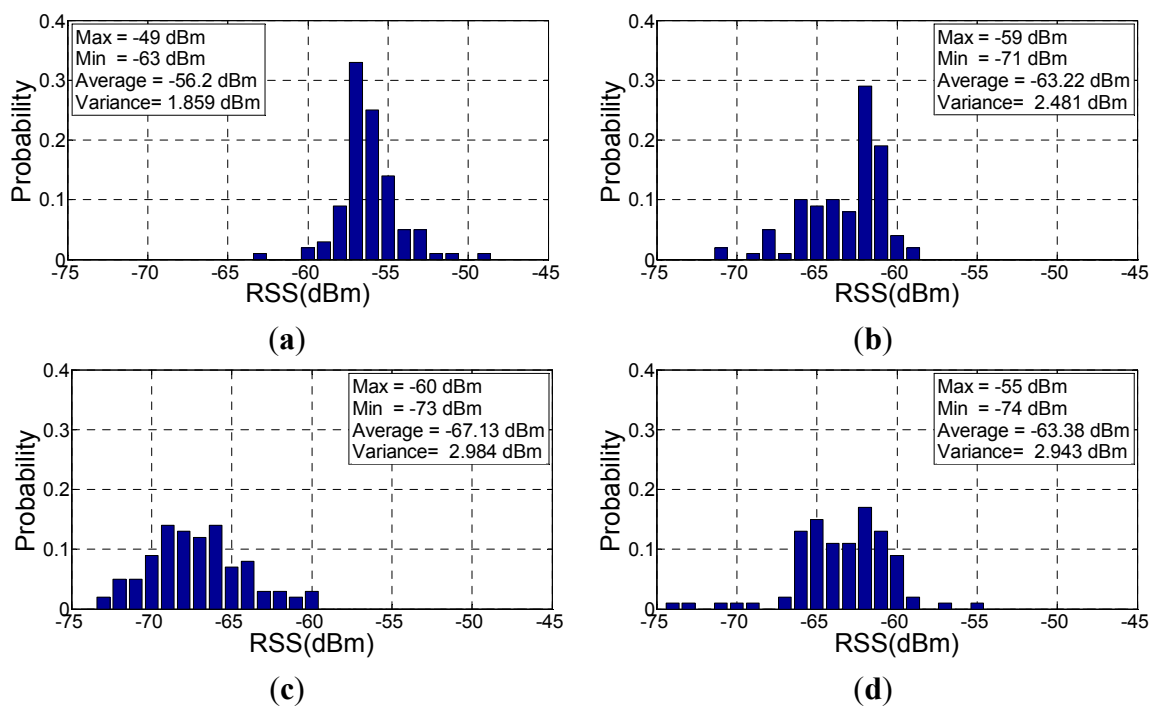 0.4
0.3
0.2
0.1
0
Probability
Max = -49 dBm
Min = -63 dBm
Average = -56.2 dBm
Variance= 1.859 dBm
-75 -70 -65 -60 -55 -50 -45
RSS(dBm)
(a)
0.4
0.3
0.2
0.1
0
Probability
Max = -59 dBm
Min = -71 dBm
Average = -63.22 dBm
Variance= 2.481 dBm
-75 -70 -65 -60 -55 -50 -45
RSS(dBm)
(b)
0.4
0.3
0.2
0.1
0
Probability
Max = -60 dBm
Min = -73 dBm
Average = -67.13 dBm
Variance= 2.984 dBm
-75 -70 -65 -60 -55 -50 -45
RSS(dBm)
(c)
0.4
0.3
0.2
0.1
0
Probability
Max = -55 dBm
Min = -74 dBm
Average = -63.38 dBm
Variance= 2.943 dBm
-75 -70 -65 -60 -55 -50 -45
RSS(dBm)
(d)